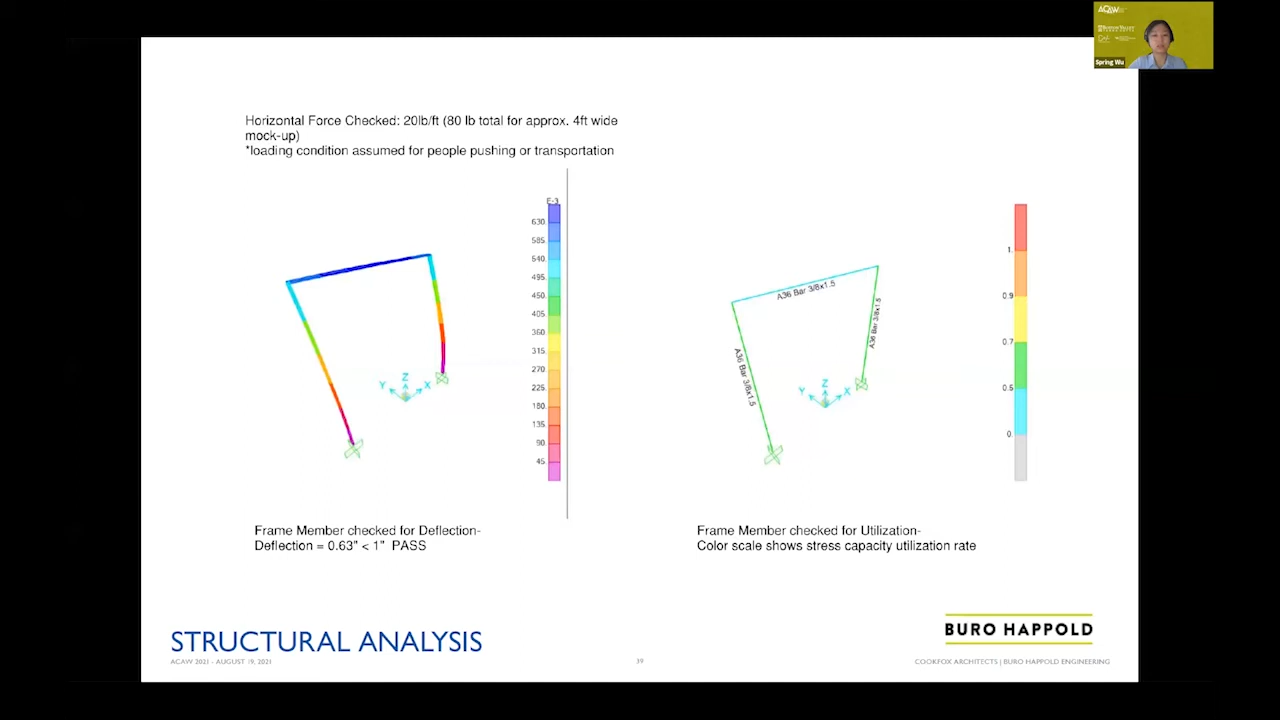 ACAW
Spring Wu
Horizontal Force Checked: 20lb/ft (80 lb total for approx. 4ft wide
mock-up)
*loading condition assumed for people pushing or transportation
E-3
630
585
540
495
450
405
360
315
270
225
180
135
90
45
Z
Y
X
A36 Bar 3/8x1.5
A36 Bar 3/8x1.5
A36 Bar 3/8x1.5
Z
Y
X
1.
0.9
0.7
0.5
0.
Frame Member checked for Deflection-
Deflection = 0.63" < 1" PASS
Frame Member checked for Utilization-
Color scale shows stress capacity utilization rate
STRUCTURAL ANALYSIS
BURO HAPPOLD
ACAW 2021 - AUGUST 19, 2021
39
COOKFOX ARCHITECTS | BURO HAPPOLD ENGINEERING